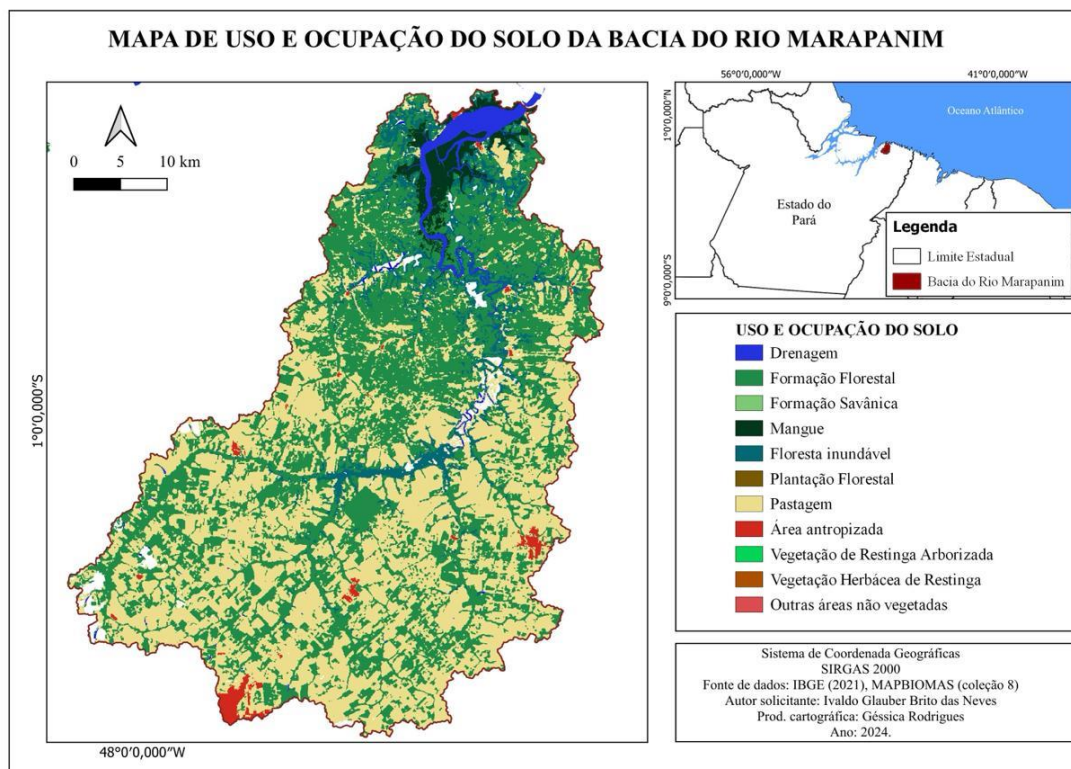 MAPA DE USO E OCUPAÇÃO DO SOLO DA BACIA DO RIO MARAPANIM
0 5 10 km
1°0′0,000″S
48°0′0,000″W
56°0′0,000″W 41°0′0,000″W
1°0′0,000″N
9°0′0,000″S
Oceano Atlântico
Estado do
Pará
Legenda
Limite Estadual
Bacia do Rio Marapanim
USO E OCUPAÇÃO DO SOLO
Drenagem
Formação Florestal
Formação Savânica
Mangue
Floresta inundável
Plantação Florestal
Pastagem
Área antropizada
Vegetação de Restinga Arborizada
Vegetação Herbácea de Restinga
Outras áreas não vegetadas
Sistema de Coordenada Geográficas
SIRGAS 2000
Fonte de dados: IBGE (2021), MAPBIOMAS (coleção 8)
Autor solicitante: Ivaldo Glauber Brito das Neves
Prod. cartográfica: Géssica Rodrigues
Ano: 2024.